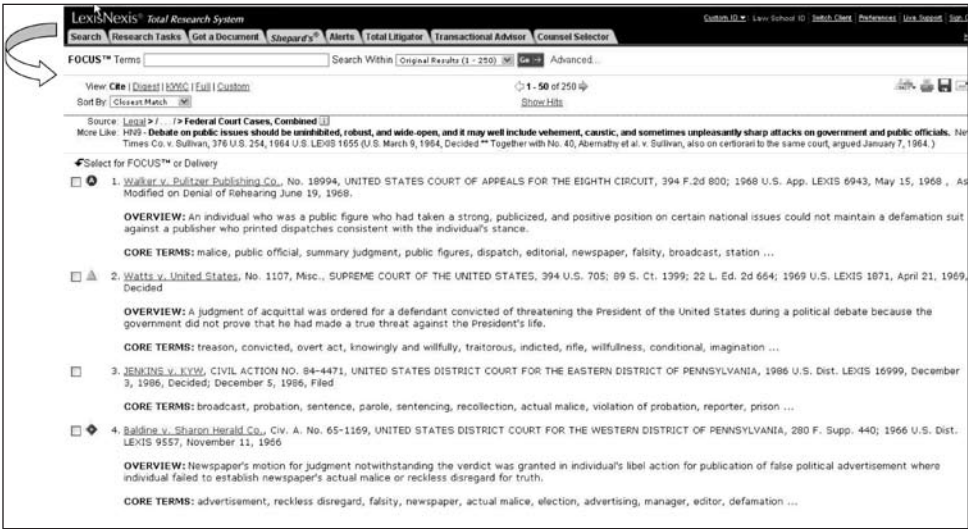 LexisNexis® Total Research System
Custom ID ▼ : Law School ID | Switch Client | Preferences | Live Support | Sign
Search Research Tasks Get a Document Shepard's® Alerts Total Litigator Transactional Advisor Counsel Selector
FOCUS™ Terms Search Within Original Results (1 - 250) Go → Advanced...
View: Cite | Digest | KWIC | Full | Custom 1 - 50 of 250
Sort By: Closest Match Show Hits
Source: Legal > / . . . / > Federal Court Cases, Combined i
More Like: HN9 - Debate on public issues should be uninhibited, robust, and wide-open, and it may well include vehement, caustic, and sometimes unpleasantly sharp attacks on government and public officials. Ne
Times Co. v. Sullivan, 376 U.S. 254, 1964 U.S. LEXIS 1655 (U.S. March 9, 1964, Decided ** Together with No. 40, Abernathy et al. v. Sullivan, also on certiorari to the same court, argued January 7, 1964. )
Select for FOCUS™ or Delivery
A 1. Walker v. Pulitzer Publishing Co., No. 18994, UNITED STATES COURT OF APPEALS FOR THE EIGHTH CIRCUIT, 394 F.2d 800; 1968 U.S. App. LEXIS 6943, May 15, 1968 , As
Modified on Denial of Rehearing June 19, 1968.
OVERVIEW: An individual who was a public figure who had taken a strong, publicized, and positive position on certain national issues could not maintain a defamation suit
against a publisher who printed dispatches consistent with the individual's stance.
CORE TERMS: malice, public official, summary judgment, public figures, dispatch, editorial, newspaper, falsity, broadcast, station ...
2. Watts v. United States, No. 1107, Misc., SUPREME COURT OF THE UNITED STATES, 394 U.S. 705; 89 S. Ct. 1399; 22 L. Ed. 2d 664; 1969 U.S. LEXIS 1871, April 21, 1969,
Decided
OVERVIEW: A judgment of acquittal was ordered for a defendant convicted of threatening the President of the United States during a political debate because the
government did not prove that he had made a true threat against the President's life.
CORE TERMS: treason, convicted, overt act, knowingly and willfully, traitorous, indicted, rifle, willfullness, conditional, imagination ...
3. JENKINS v. KYW, CIVIL ACTION NO. 84-4471, UNITED STATES DISTRICT COURT FOR THE EASTERN DISTRICT OF PENNSYLVANIA, 1986 U.S. Dist. LEXIS 16999, December
3, 1986, Decided; December 5, 1986, Filed
CORE TERMS: broadcast, probation, sentence, parole, sentencing, recollection, actual malice, violation of probation, reporter, prison ...
4. Baldine v. Sharon Herald Co., Civ. A. No. 65-1169, UNITED STATES DISTRICT COURT FOR THE WESTERN DISTRICT OF PENNSYLVANIA, 280 F. Supp. 440; 1966 U.S. Dist.
LEXIS 9557, November 11, 1966
OVERVIEW: Newspaper's motion for judgment notwithstanding the verdict was granted in individual's libel action for publication of false political advertisement where
individual failed to establish newspaper's actual malice or reckless disregard for truth.
CORE TERMS: advertisement, reckless disregard, falsity, newspaper, actual malice, election, advertising, manager, editor, defamation ...